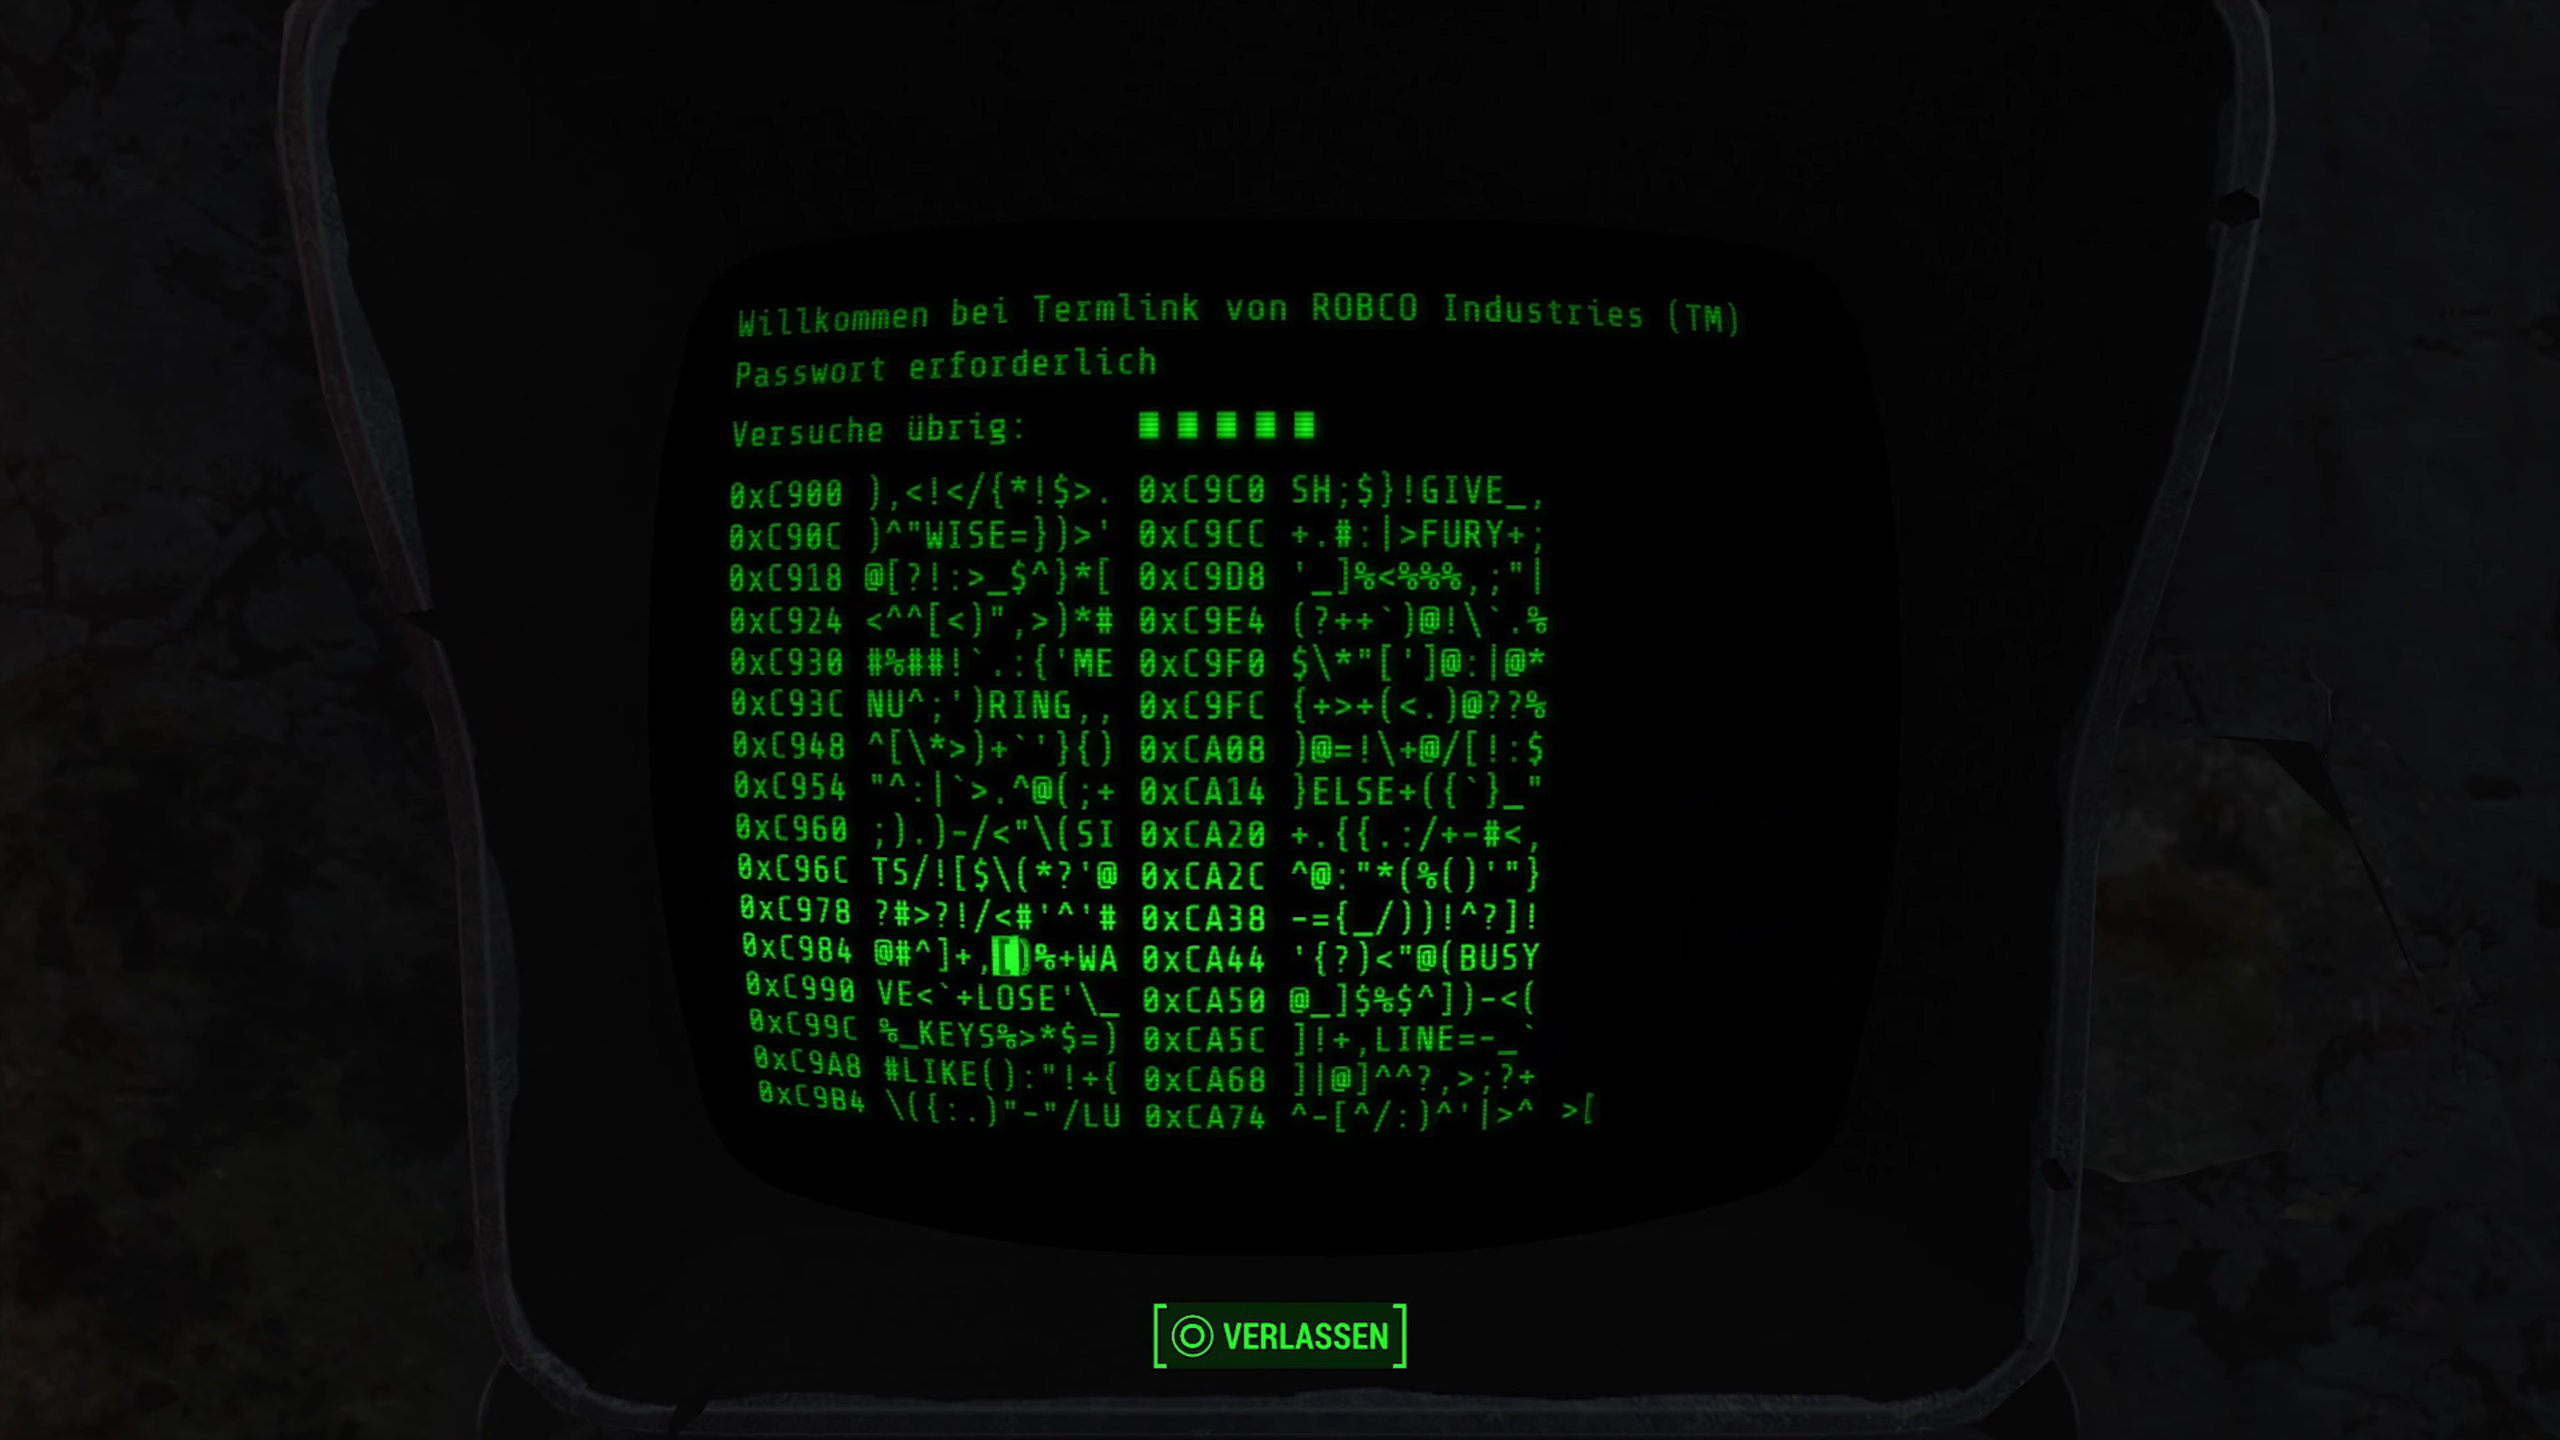 Willkommen bei Termlink von ROBCO Industries (TM)
Passwort erforderlich
Versuche übrig:
0xC900 ),<!</{*!$>. 0xC9C0 SH;$}!GIVE_,
0xC90C )^"WISE=})>' 0xC9CC +.#:|>FURY+;
0xC918 @[?!:>_$^}*[ 0xC9D8 '_]%<%%%,;"|
0xC924 <^^[<)",>)*# 0xC9E4 (?++`)@!\`.%
0xC930 #%##!`.:{'ME 0xC9F0 $\*"[']@:|@*
0xC93C NU^;')RING,, 0xC9FC {+>+(<.)@??%
0xC948 ^[\*>)+`'}{) 0xCA08 )@=!\+@/[!:$
0xC954 "^:|`>.^@(;+ 0xCA14 }ELSE+({`}_"
0xC960 ;).)-/<"\(SI 0xCA20 +.{{.:/+-#<,
0xC96C TS/![$\(*?'@ 0xCA2C ^@:"*(%()'"}
0xC978 ?#>?!/<#'^'# 0xCA38 -={_/))!^?]!
0xC984 @#^]+,[)%+WA 0xCA44 '{?)<"@(BUSY
0xC990 VE<`+LOSE'\_ 0xCA50 @_]$%$^])-<(
0xC99C %_KEYS%>*$=) 0xCA5C ]!+,LINE=-_`
0xC9A8 #LIKE():"!+{ 0xCA68 ]|@]^^?,>;?+
0xC9B4 \({:.)"-"/LU 0xCA74 ^-[^/:)^'|>^ >[
VERLASSEN